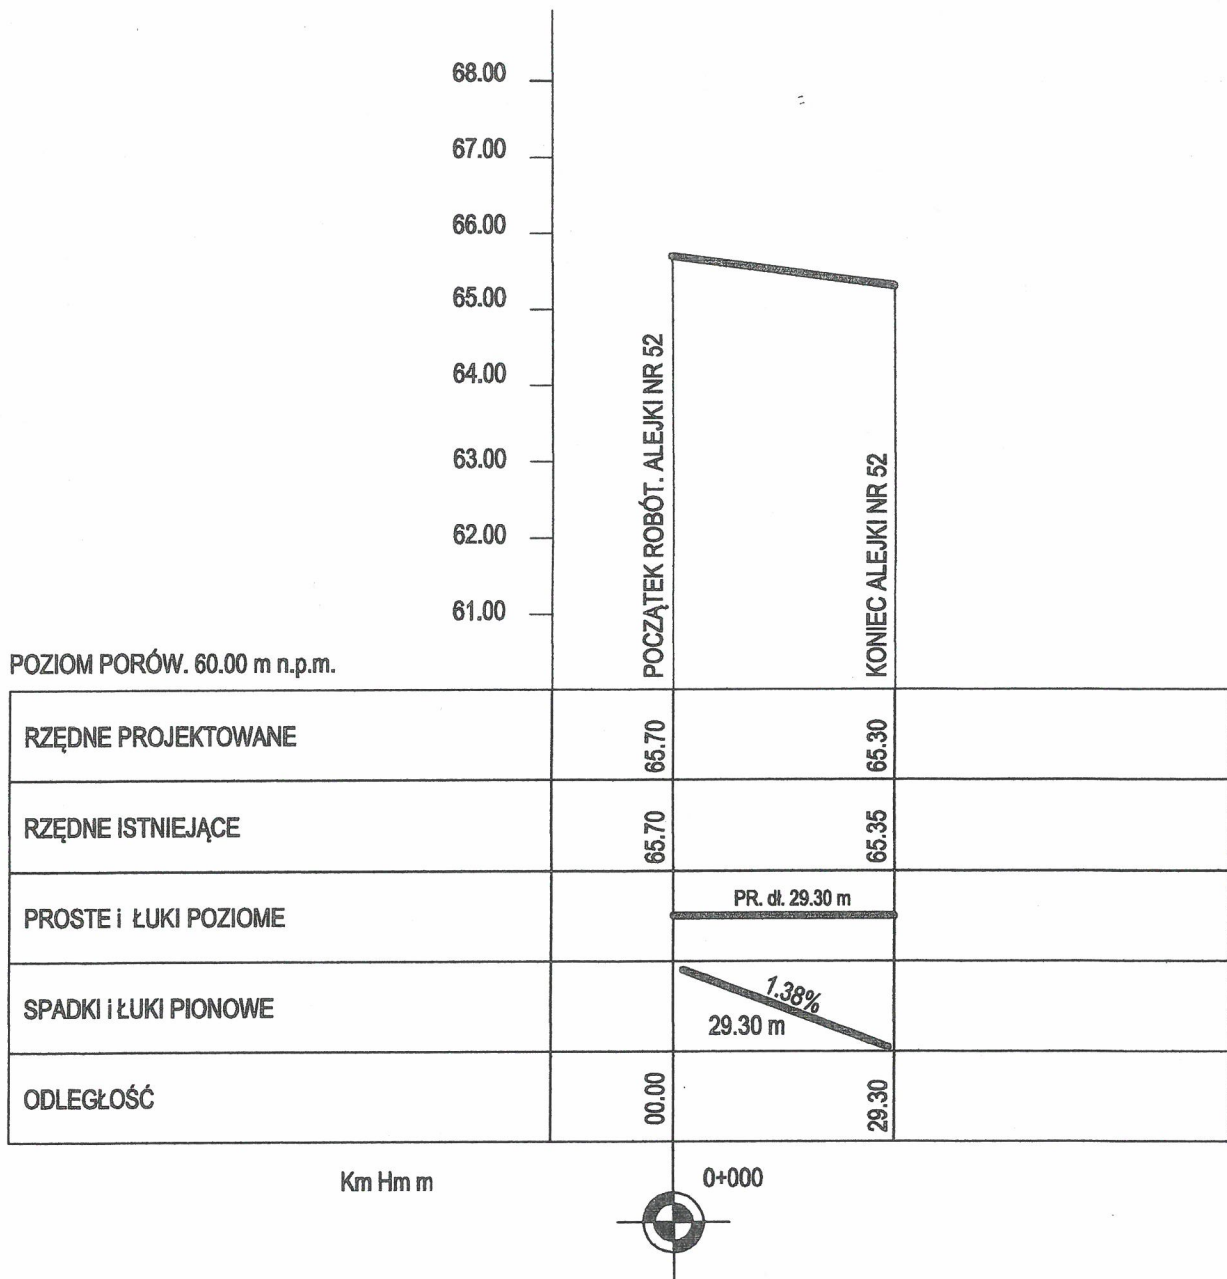 68.00
67.00
66.00
65.00
64.00
63.00
62.00
61.00
POCZĄTEK ROBÓT. ALEJKI NR 52
KONIEC ALEJKI NR 52
POZIOM PORÓW. 60.00 m n.p.m.
RZĘDNE PROJEKTOWANE
65.70
65.30
RZĘDNE ISTNIEJĄCE
65.70
65.35
PROSTE i ŁUKI POZIOME
PR. dł. 29.30 m
SPADKI i ŁUKI PIONOWE
1.38%
29.30 m
ODLEGŁOŚĆ
00.00
29.30
Km Hm m
0+000